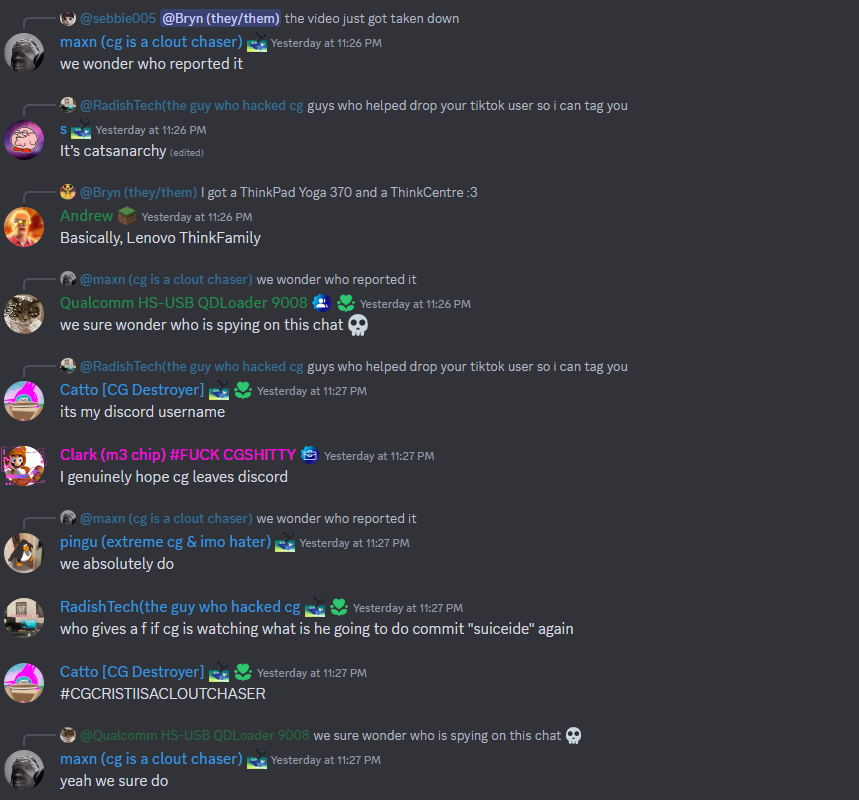 @sebbie005 @Bryn (they/them) the video just got taken down
maxn (cg is a clout chaser) Yesterday at 11:26 PM
we wonder who reported it
@RadishTech(the guy who hacked cg guys who helped drop your tiktok user so i can tag you
s Yesterday at 11:26 PM
It's catsanarchy (edited)
@Bryn (they/them) I got a ThinkPad Yoga 370 and a ThinkCentre :3
Andrew Yesterday at 11:26 PM
Basically, Lenovo ThinkFamily
@maxn (cg is a clout chaser) we wonder who reported it
Qualcomm HS-USB QDLoader 9008 Yesterday at 11:26 PM
we sure wonder who is spying on this chat 💀
@RadishTech(the guy who hacked cg guys who helped drop your tiktok user so i can tag you
Catto [CG Destroyer] Yesterday at 11:27 PM
its my discord username
Clark (m3 chip) #FUCK CGSHITTY Yesterday at 11:27 PM
I genuinely hope cg leaves discord
@maxn (cg is a clout chaser) we wonder who reported it
pingu (extreme cg & imo hater) Yesterday at 11:27 PM
we absolutely do
RadishTech(the guy who hacked cg Yesterday at 11:27 PM
who gives a f if cg is watching what is he going to do commit "suiceide" again
Catto [CG Destroyer] Yesterday at 11:27 PM
#CGCRISTIISACLOUTCHASER
@Qualcomm HS-USB QDLoader 9008 we sure wonder who is spying on this chat 💀
maxn (cg is a clout chaser) Yesterday at 11:27 PM
yeah we sure do